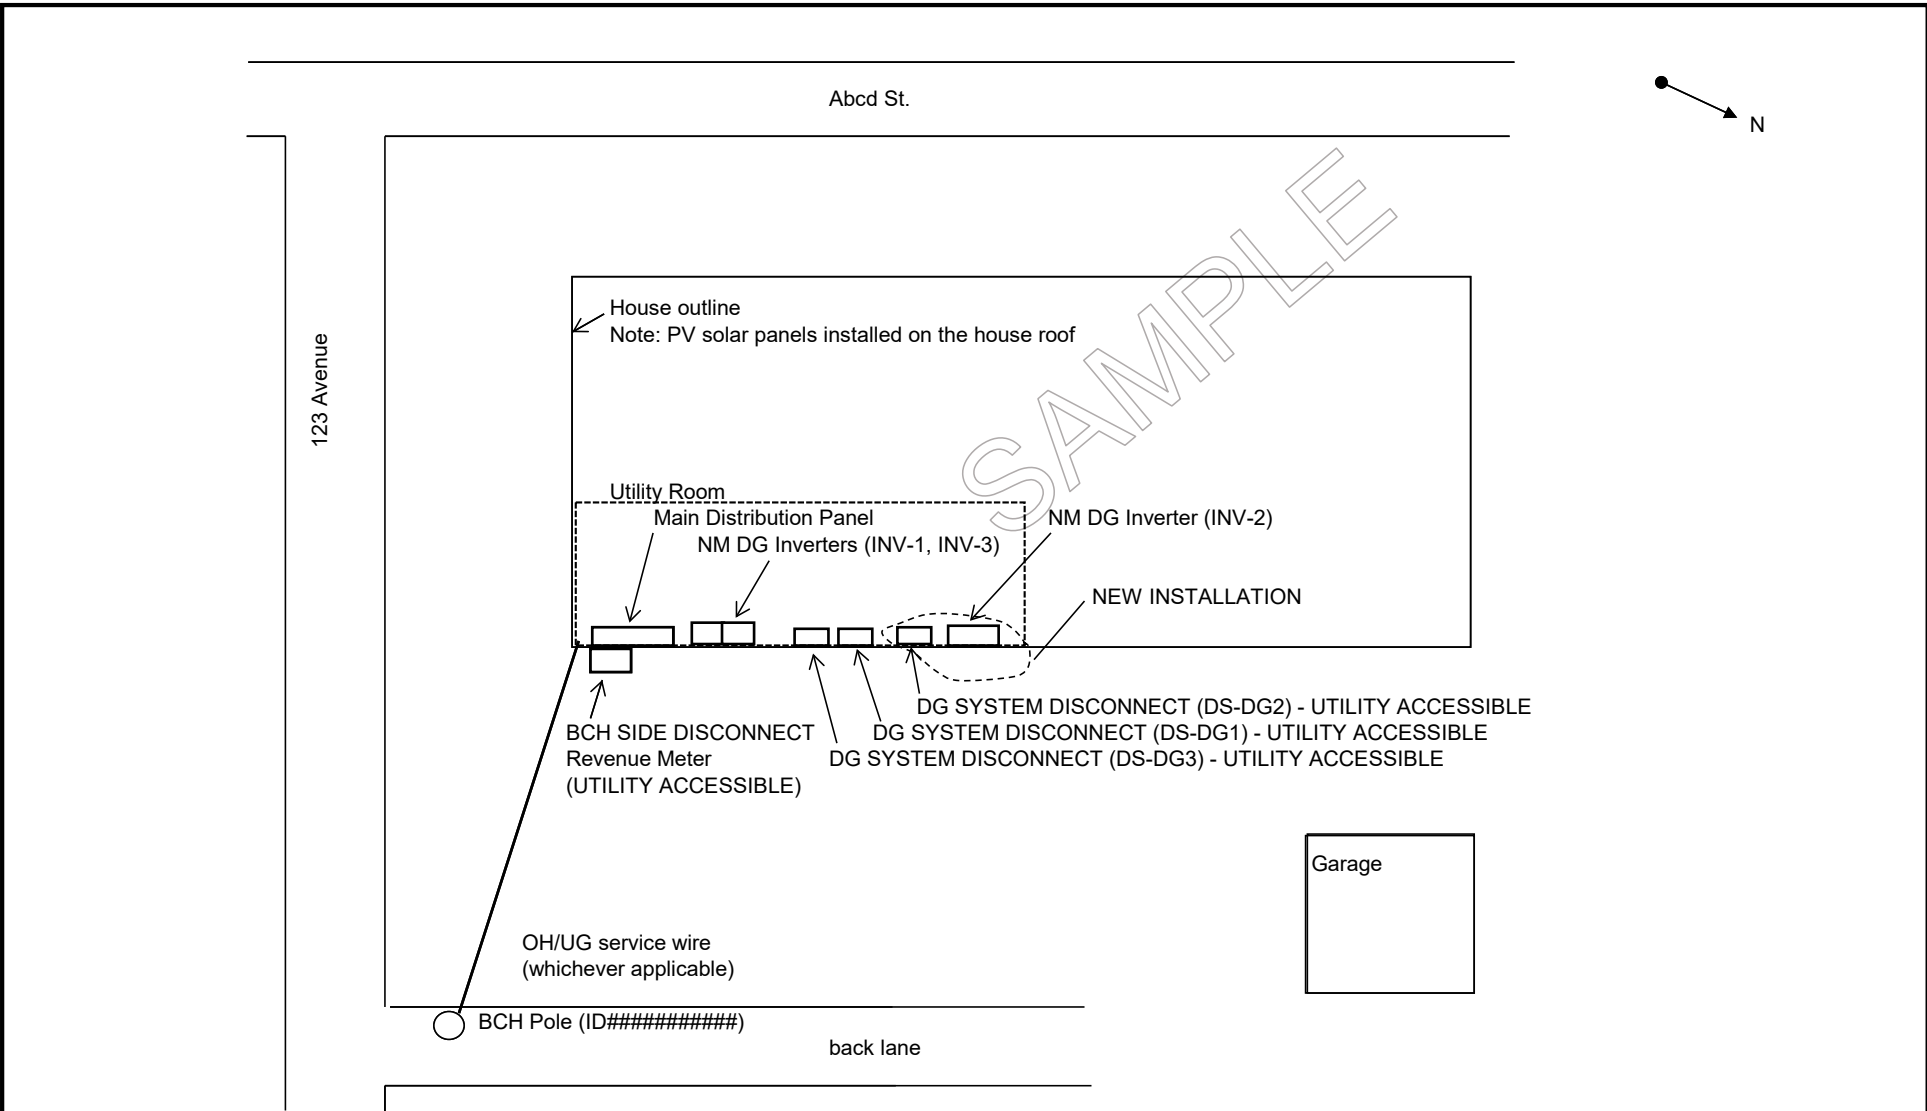 Abcd St.
N
SAMPLE
House outline
Note: PV solar panels installed on the house roof
123 Avenue
Utility Room
Main Distribution Panel
NM DG Inverter (INV-2)
NM DG Inverters (INV-1, INV-3)
NEW INSTALLATION
DG SYSTEM DISCONNECT (DS-DG2) - UTILITY ACCESSIBLE
DG SYSTEM DISCONNECT (DS-DG1) - UTILITY ACCESSIBLE
DG SYSTEM DISCONNECT (DS-DG3) - UTILITY ACCESSIBLE
BCH SIDE DISCONNECT
Revenue Meter
(UTILITY ACCESSIBLE)
Garage
OH/UG service wire
(whichever applicable)
BCH Pole (ID###########)
back lane